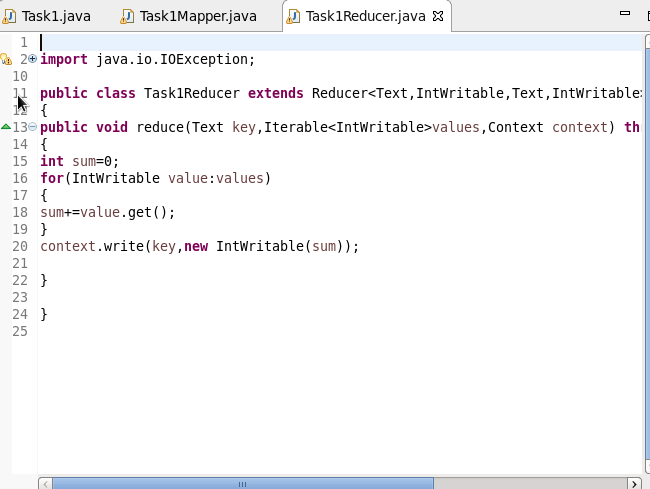 Task1.java Task1Mapper.java Task1Reducer.java
1
2 import java.io.IOException;
10
11 public class Task1Reducer extends Reducer<Text,IntWritable,Text,IntWritable>
12 {
13 public void reduce(Text key,Iterable<IntWritable>values,Context context) th
14 {
15 int sum=0;
16 for(IntWritable value:values)
17 {
18 sum+=value.get();
19 }
20 context.write(key,new IntWritable(sum));
21
22 }
23
24 }
25